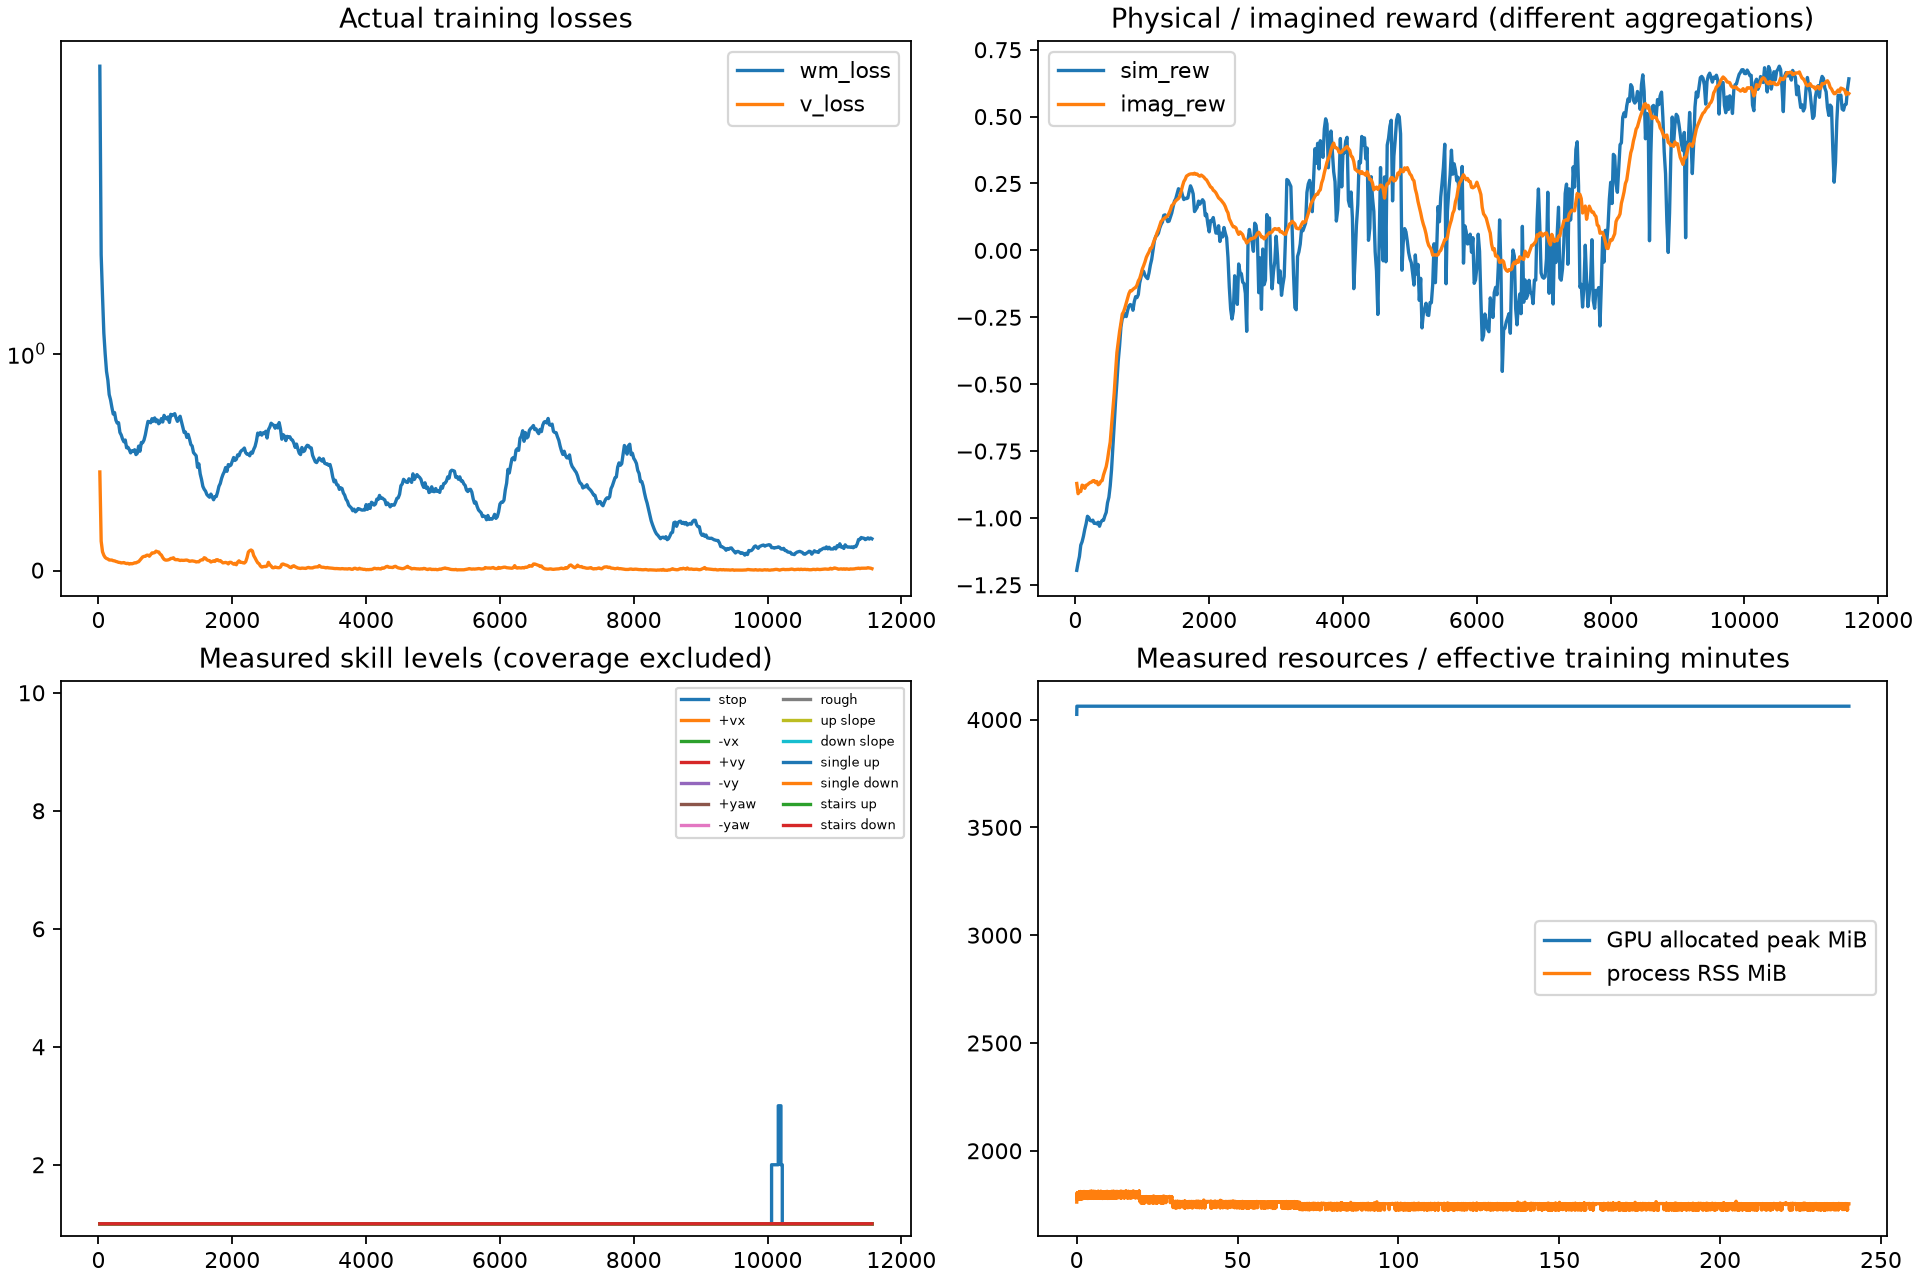 Actual training losses
wm_loss
v_loss
10⁰
0
0 2000 4000 6000 8000 10000 12000
Physical / imagined reward (different aggregations)
sim_rew
imag_rew
0.75
0.50
0.25
0.00
−0.25
−0.50
−0.75
−1.00
−1.25
0 2000 4000 6000 8000 10000 12000
Measured skill levels (coverage excluded)
stop rough
+vx up slope
-vx down slope
+vy single up
-vy single down
+yaw stairs up
-yaw stairs down
10
8
6
4
2
0 2000 4000 6000 8000 10000 12000
Measured resources / effective training minutes
GPU allocated peak MiB
process RSS MiB
4000
3500
3000
2500
2000
0 50 100 150 200 250